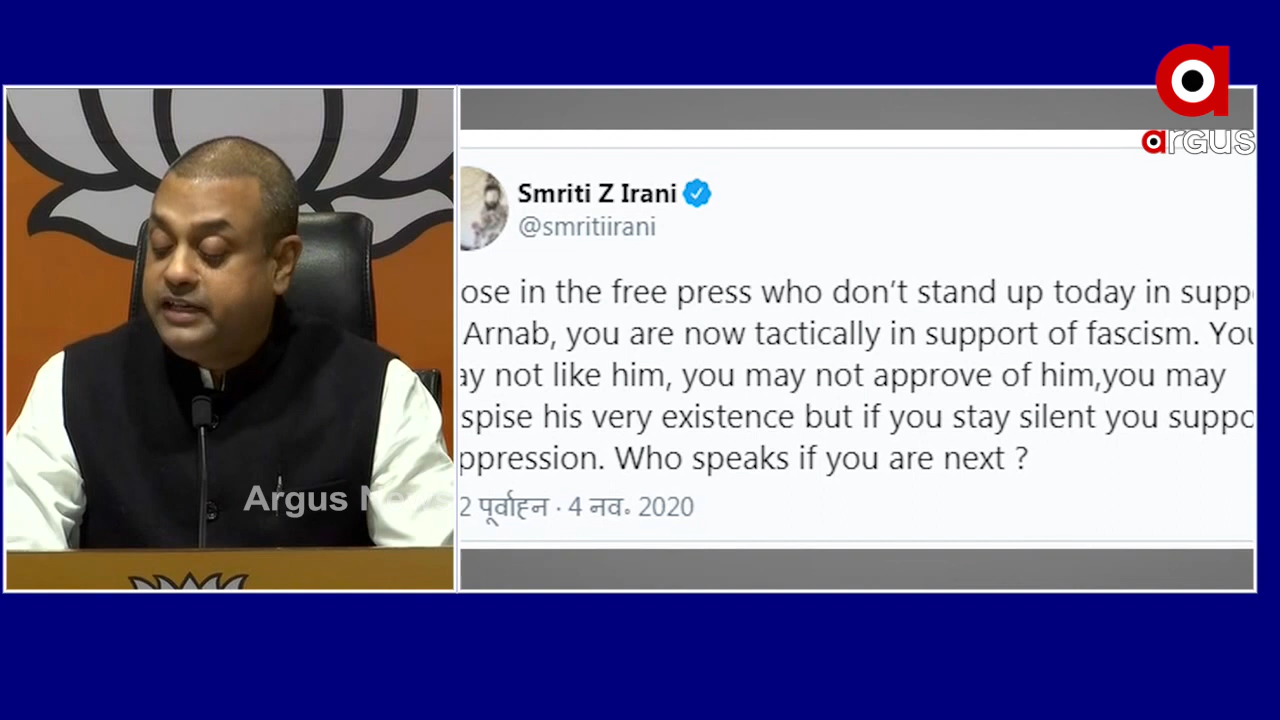 argus
Smriti Z Irani
@smritiirani
ose in the free press who don't stand up today in supp
Arnab, you are now tactically in support of fascism. You
ay not like him, you may not approve of him,you may
spise his very existence but if you stay silent you suppo
ppression. Who speaks if you are next ?
2 पूर्वाह्न · 4 नव॰ 2020
Argus News